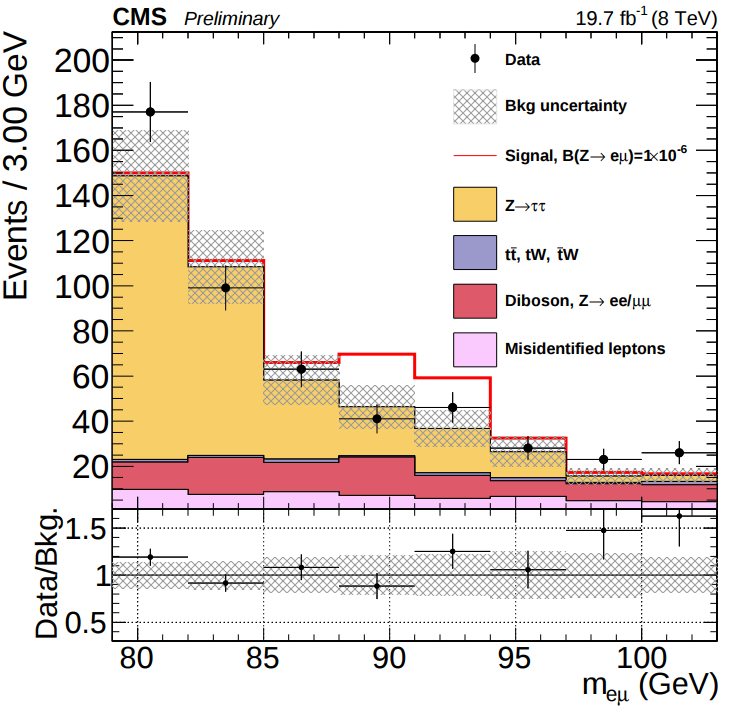 CMS Preliminary 19.7 fb⁻¹ (8 TeV)
Events / 3.00 GeV
200
180
160
140
120
100
80
60
40
20
Data
Bkg uncertainty
Signal, B(Z→ eμ)=1×10⁻⁶
Z→ττ
tt̄, tW, t̄W
Diboson, Z→ ee/μμ
Misidentified leptons
Data/Bkg.
1.5
1
0.5
80 85 90 95 100
m_eμ (GeV)